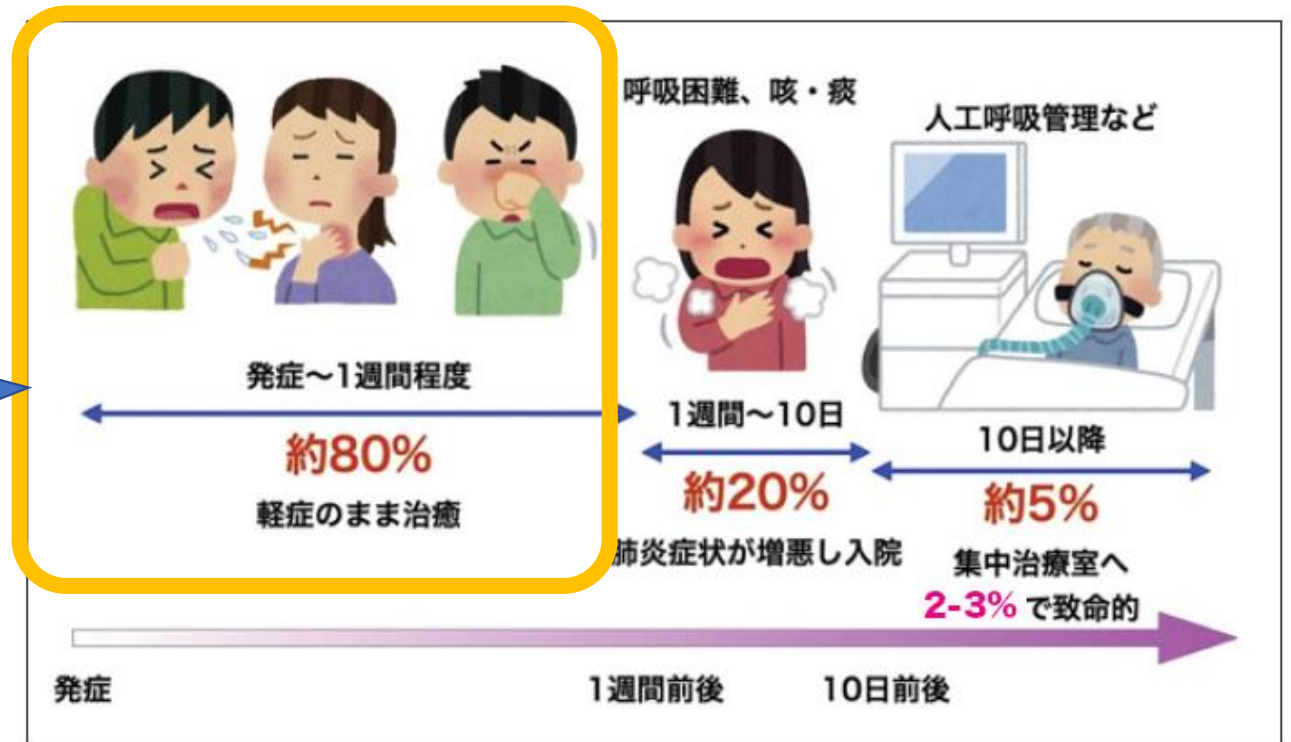 発症～1週間程度
約80%
軽症のまま治癒
呼吸困難、咳・痰
1週間～10日
約20%
肺炎症状が増悪し入院
人工呼吸管理など
10日以降
約5%
集中治療室へ
2-3% で致命的
発症
1週間前後
10日前後